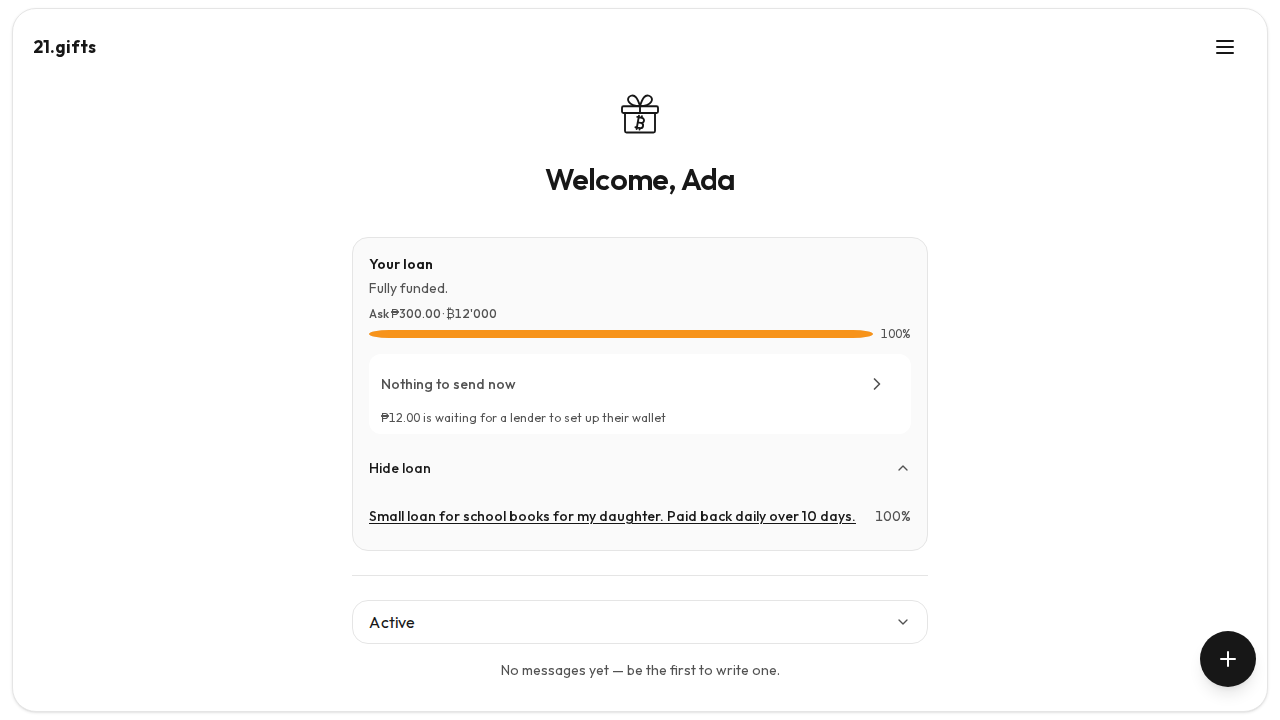 21.gifts
Welcome, Ada
Your loan
Fully funded.
Ask ₱300.00 · ₿12'000
100%
Nothing to send now
₱12.00 is waiting for a lender to set up their wallet
Hide loan
Small loan for school books for my daughter. Paid back daily over 10 days.
100%
Active
No messages yet — be the first to write one.